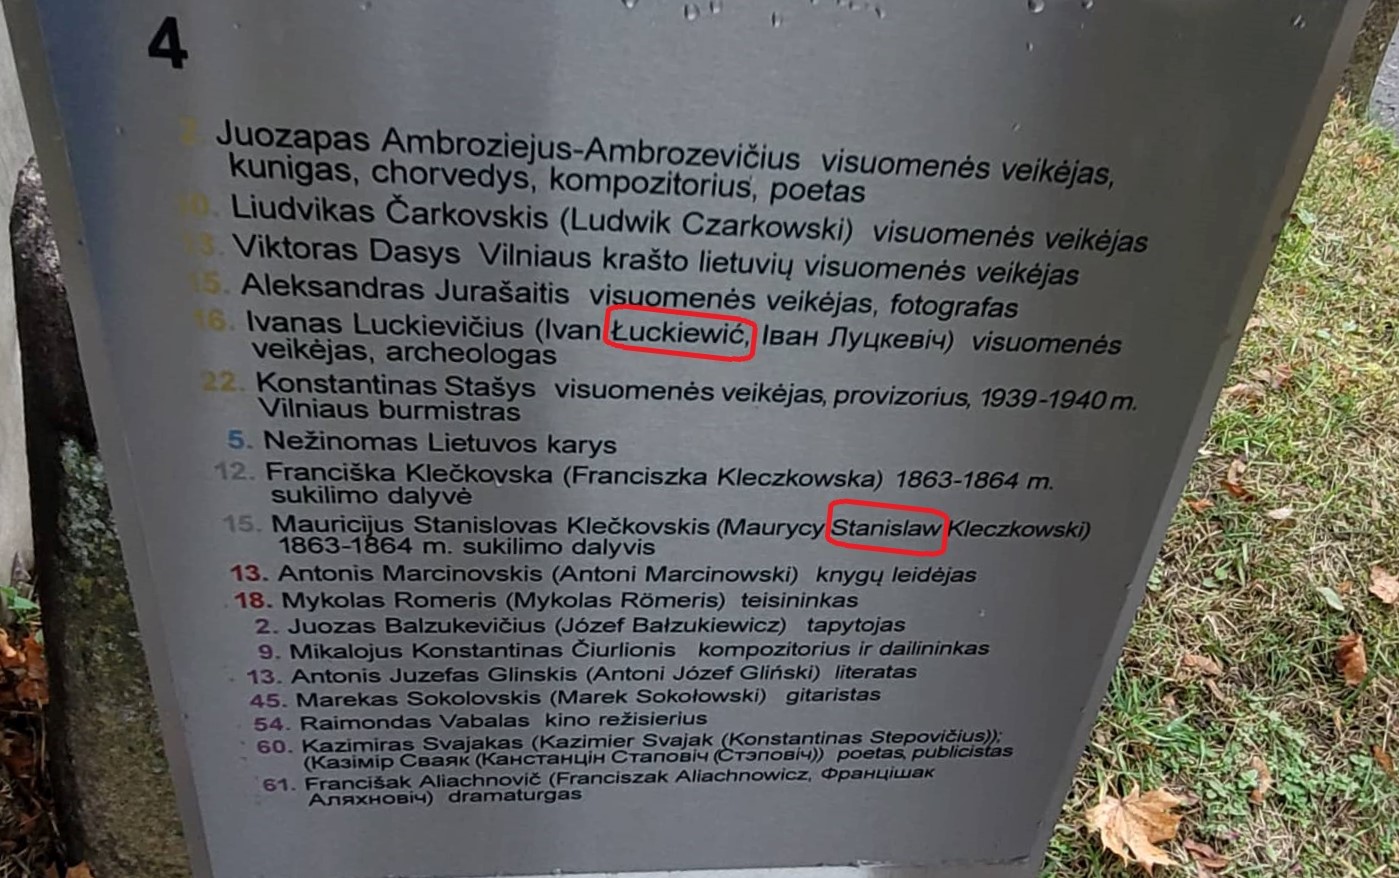 4
2. Juozapas Ambroziejus-Ambrozevičius visuomenės veikėjas,
kunigas, chorvedys, kompozitorius, poetas
10. Liudvikas Čarkovskis (Ludwik Czarkowski) visuomenės veikėjas
13. Viktoras Dasys Vilniaus krašto lietuvių visuomenės veikėjas
15. Aleksandras Jurašaitis visuomenės veikėjas, fotografas
16. Ivanas Luckievičius (Ivan Łuckiewić, Іван Луцкевіч) visuomenės
veikėjas, archeologas
22. Konstantinas Stašys visuomenės veikėjas, provizorius, 1939-1940 m.
Vilniaus burmistras
5. Nežinomas Lietuvos karys
12. Franciška Klečkovska (Franciszka Kleczkowska) 1863-1864 m.
sukilimo dalyvė
15. Mauricijus Stanislovas Klečkovskis (Maurycy Stanislaw Kleczkowski)
1863-1864 m. sukilimo dalyvis
13. Antonis Marcinovskis (Antoni Marcinowski) knygų leidėjas
18. Mykolas Romeris (Mykolas Römeris) teisininkas
2. Juozas Balzukevičius (Józef Bałzukiewicz) tapytojas
9. Mikalojus Konstantinas Čiurlionis kompozitorius ir dailininkas
13. Antonis Juzefas Glinskis (Antoni Józef Gliński) literatas
45. Marekas Sokolovskis (Marek Sokołowski) gitaristas
54. Raimondas Vabalas kino režisierius
60. Kazimiras Svajakas (Kazimier Svajak (Konstantinas Stepovičius));
(Казімір Сваяк (Канстанцін Стаповіч (Стэповіч)) poetas, publicistas
61. Francišak Aliachnovič (Franciszak Aliachnowicz, Францішак
Аляхновіч) dramaturgas